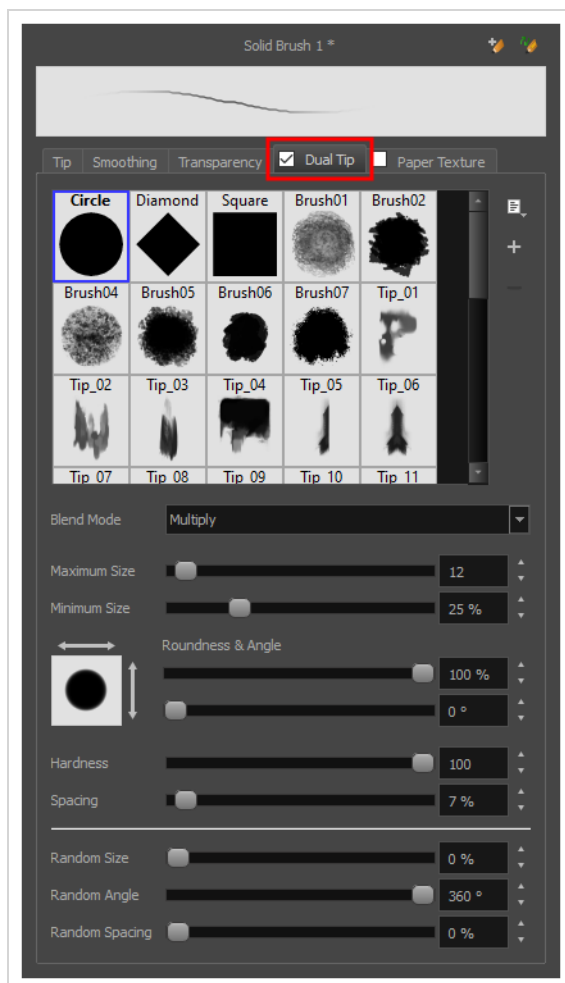 Solid Brush 1 *
Tip Smoothing Transparency Dual Tip Paper Texture
Circle Diamond Square Brush01 Brush02
Brush04 Brush05 Brush06 Brush07 Tip_01
Tip_02 Tip_03 Tip_04 Tip_05 Tip_06
Tip_07 Tip_08 Tip_09 Tip_10 Tip_11
Blend Mode Multiply
Maximum Size 12
Minimum Size 25 %
Roundness & Angle
100 %
0 °
Hardness 100
Spacing 7 %
Random Size 0 %
Random Angle 360 °
Random Spacing 0 %